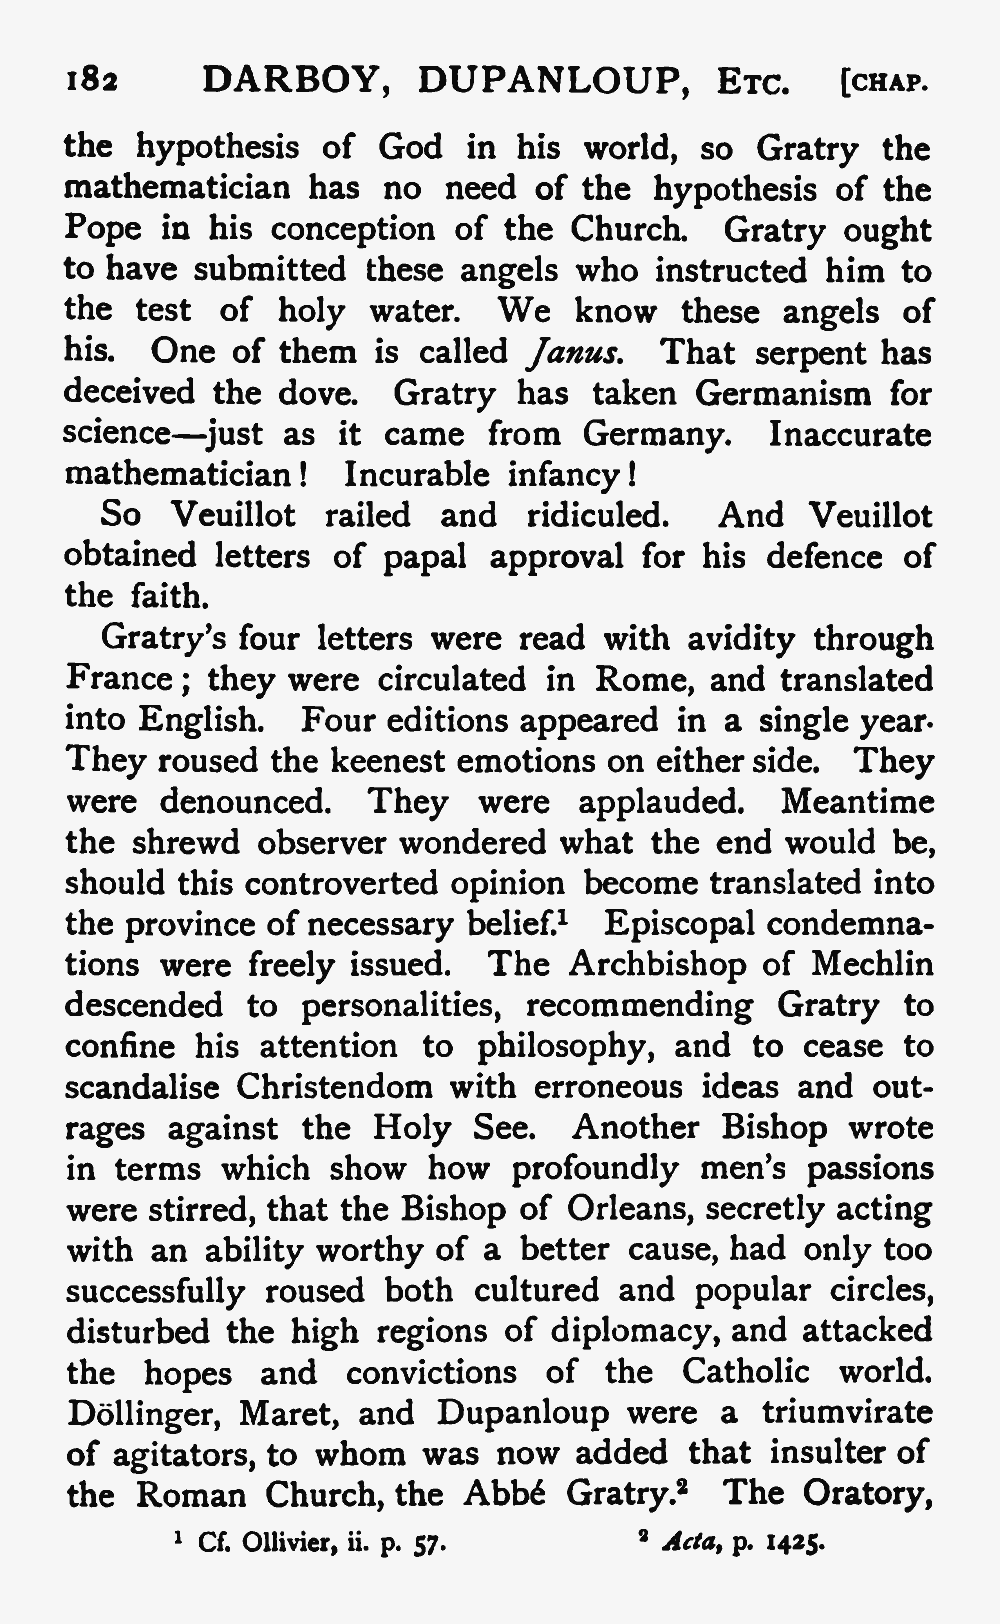 182 DARBOY, DUPANLOUP, ETC. [CHAP.
the hypothesis of God in his world, so Gratry the
mathematician has no need of the hypothesis of the
Pope in his conception of the Church. Gratry ought
to have submitted these angels who instructed him to
the test of holy water. We know these angels of
his. One of them is called Janus. That serpent has
deceived the dove. Gratry has taken Germanism for
science—just as it came from Germany. Inaccurate
mathematician! Incurable infancy!
So Veuillot railed and ridiculed. And Veuillot
obtained letters of papal approval for his defence of
the faith.
Gratry's four letters were read with avidity through
France; they were circulated in Rome, and translated
into English. Four editions appeared in a single year.
They roused the keenest emotions on either side. They
were denounced. They were applauded. Meantime
the shrewd observer wondered what the end would be,
should this controverted opinion become translated into
the province of necessary belief.¹ Episcopal condemna-
tions were freely issued. The Archbishop of Mechlin
descended to personalities, recommending Gratry to
confine his attention to philosophy, and to cease to
scandalise Christendom with erroneous ideas and out-
rages against the Holy See. Another Bishop wrote
in terms which show how profoundly men's passions
were stirred, that the Bishop of Orleans, secretly acting
with an ability worthy of a better cause, had only too
successfully roused both cultured and popular circles,
disturbed the high regions of diplomacy, and attacked
the hopes and convictions of the Catholic world.
Döllinger, Maret, and Dupanloup were a triumvirate
of agitators, to whom was now added that insulter of
the Roman Church, the Abbé Gratry.² The Oratory,
¹ Cf. Ollivier, ii. p. 57. ² Acta, p. 1425.